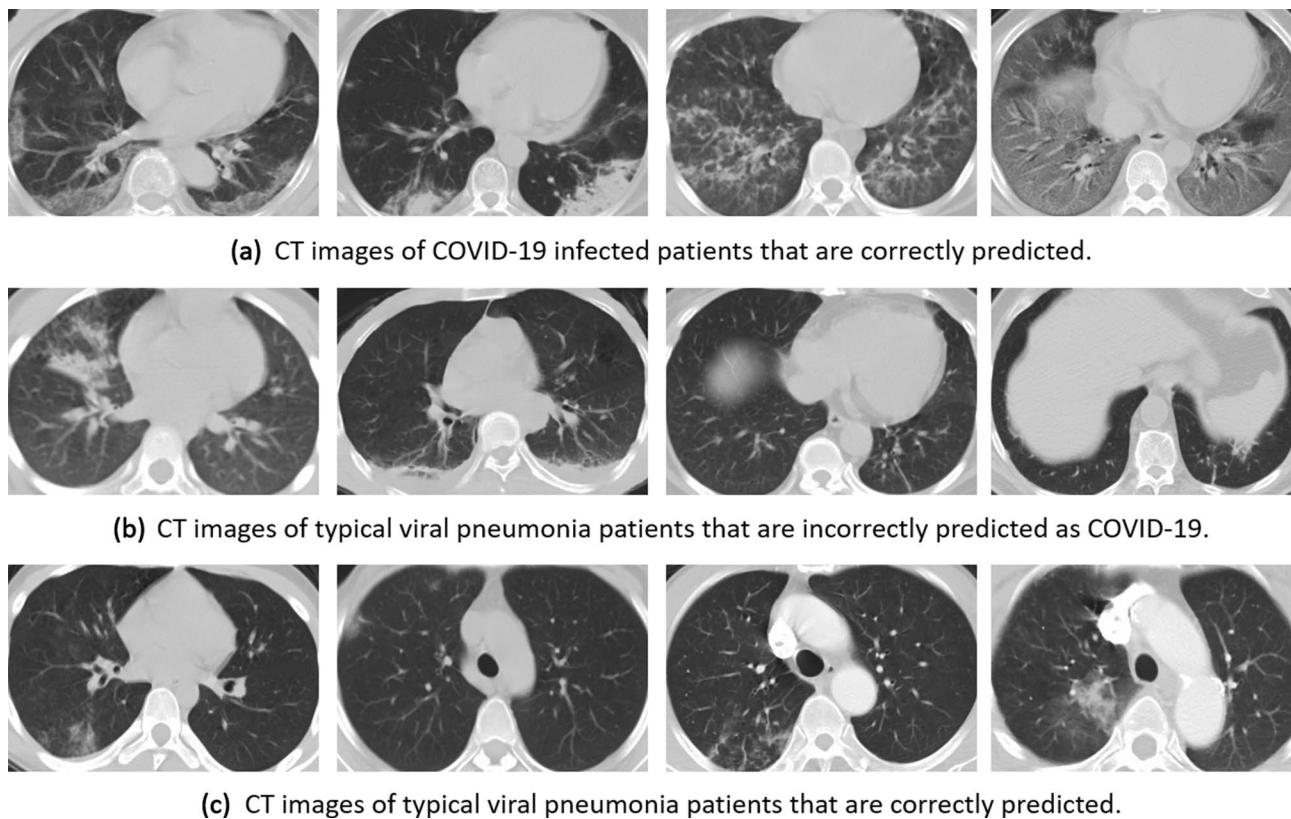 (a) CT images of COVID-19 infected patients that are correctly predicted.
(b) CT images of typical viral pneumonia patients that are incorrectly predicted as COVID-19.
(c) CT images of typical viral pneumonia patients that are correctly predicted.